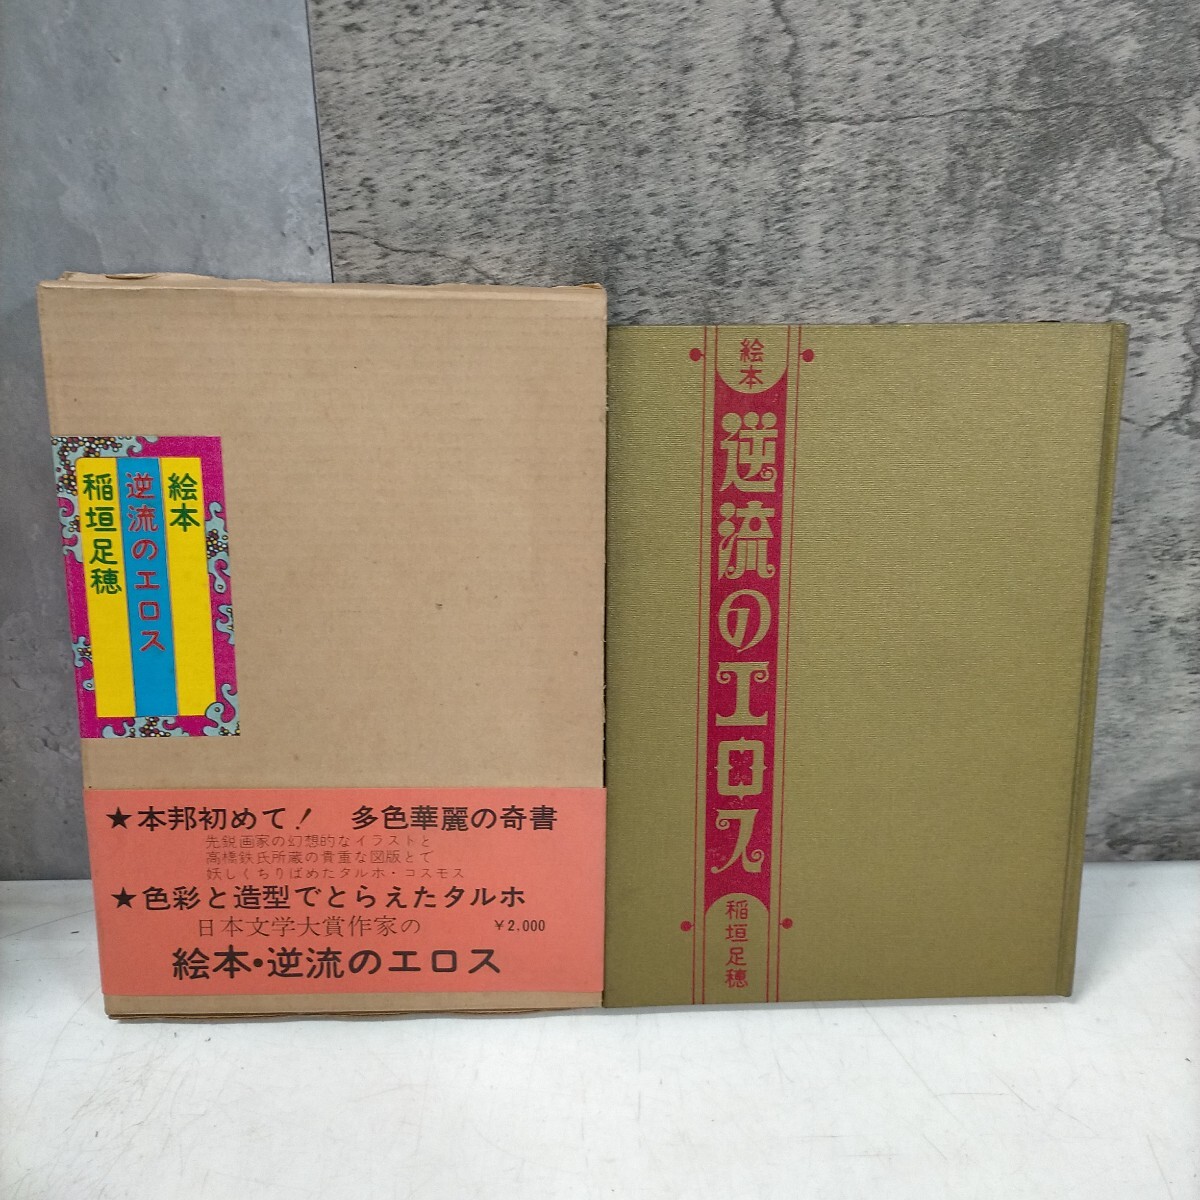 絵本
逆流のエロス
稲垣足穂
★本邦初めて！ 多色華麗の奇書
先鋭画家の幻想的なイラストと
高橋鉄氏所蔵の貴重な図版とで
妖しくちりばめたタルホ・コスモス
★色彩と造型でとらえたタルホ
日本文学大賞作家の ￥2,000
絵本・逆流のエロス
絵本
逆流のエロス
稲垣足穂